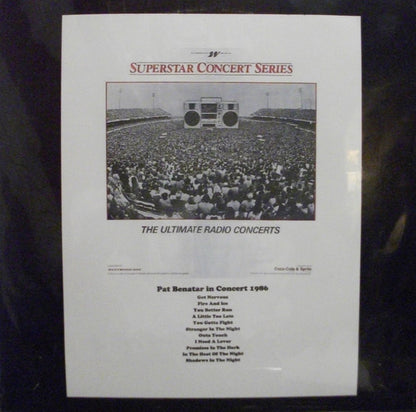 SUPERSTAR CONCERT SERIES
THE ULTIMATE RADIO CONCERTS
Coca-Cola & Sprite
Pat Benatar in Concert 1986
Get Nervous
Fire And Ice
You Better Run
A Little Too Late
You Gotta Fight
Stranger In The Night
Outa Touch
I Need A Lover
Promises In The Dark
In The Heat Of The Night
Shadows In The Night